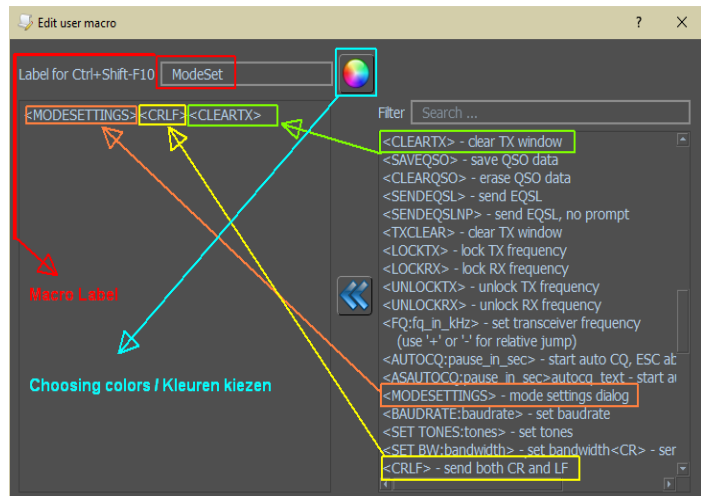 Edit user macro
?
Label for Ctrl+Shift-F10 ModeSet
<MODESETTINGS><CRLF><CLEARTX>
Macro Label
Choosing colors / Kleuren kiezen
Filter Search ...
<CLEARTX> - clear TX window
<SAVEQSO> - save QSO data
<CLEARQSO> - erase QSO data
<SENDEQSL> - send EQSL
<SENDEQSLNP> - send EQSL, no prompt
<TXCLEAR> - clear TX window
<LOCKTX> - lock TX frequency
<LOCKRX> - lock RX frequency
<UNLOCKTX> - unlock TX frequency
<UNLOCKRX> - unlock RX frequency
<FQ:fq_in_kHz> - set transceiver frequency
(use '+' or '-' for relative jump)
<AUTOCQ:pause_in_sec> - start auto CQ, ESC ab
<ASAUTOCQ:pause_in_sec>autocq_text - start au
<MODESETTINGS> - mode settings dialog
<BAUDRATE:baudrate> - set baudrate
<SET TONES:tones> - set tones
<SET BW:bandwidth> - set bandwidth<CR> - ser
<CRLF> - send both CR and LF